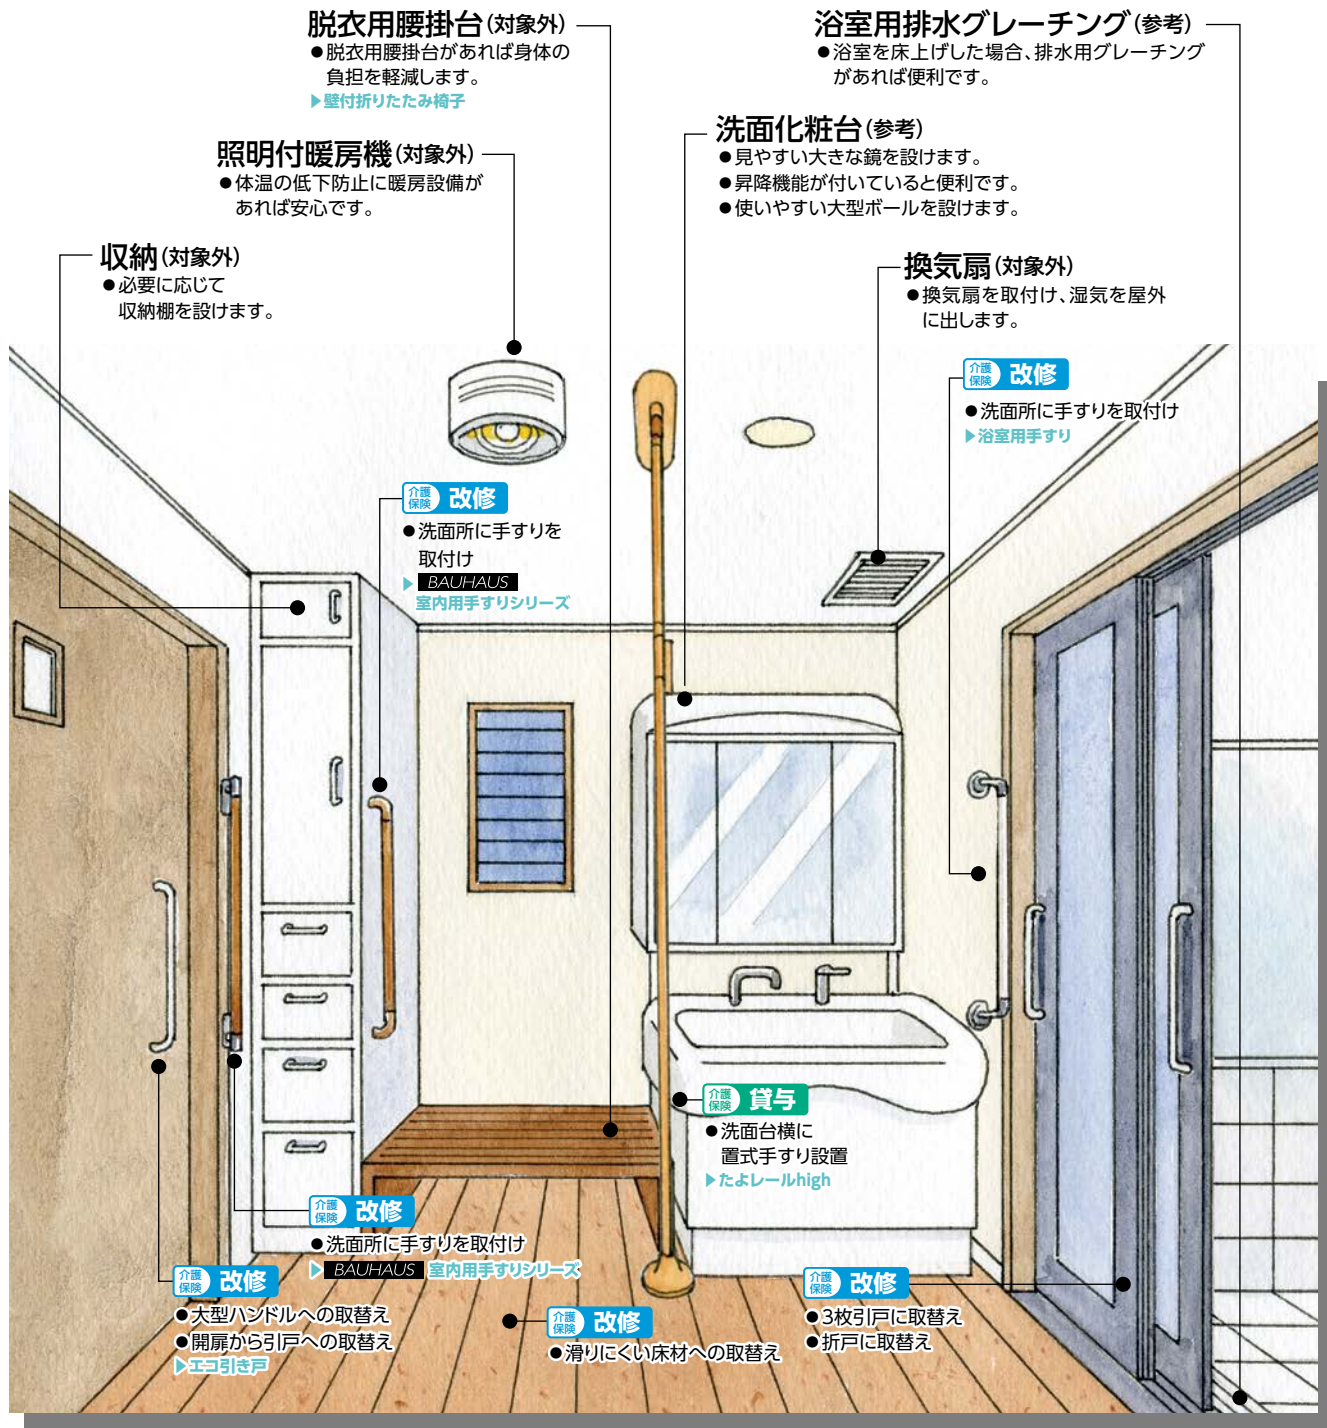 脱衣用腰掛台(対象外)
●脱衣用腰掛台があれば身体の
負担を軽減します。
▶壁付折りたたみ椅子
浴室用排水グレーチング(参考)
●浴室を床上げした場合、排水用グレーチング
があれば便利です。
照明付暖房機(対象外)
●体温の低下防止に暖房設備が
あれば安心です。
洗面化粧台(参考)
●見やすい大きな鏡を設けます。
●昇降機能が付いていると便利です。
●使いやすい大型ボールを設けます。
収納(対象外)
●必要に応じて
収納棚を設けます。
換気扇(対象外)
●換気扇を取付け、湿気を屋外
に出します。
介護保険 改修
●洗面所に手すりを取付け
▶浴室用手すり
介護保険 改修
●洗面所に手すりを
取付け
▶BAUHAUS
室内用手すりシリーズ
介護保険 貸与
●洗面台横に
置式手すり設置
▶たよレールhigh
介護保険 改修
●洗面所に手すりを取付け
▶BAUHAUS 室内用手すりシリーズ
介護保険 改修
●大型ハンドルへの取替え
●開扉から引戸への取替え
▶エコ引き戸
介護保険 改修
●滑りにくい床材への取替え
介護保険 改修
●3枚引戸に取替え
●折戸に取替え